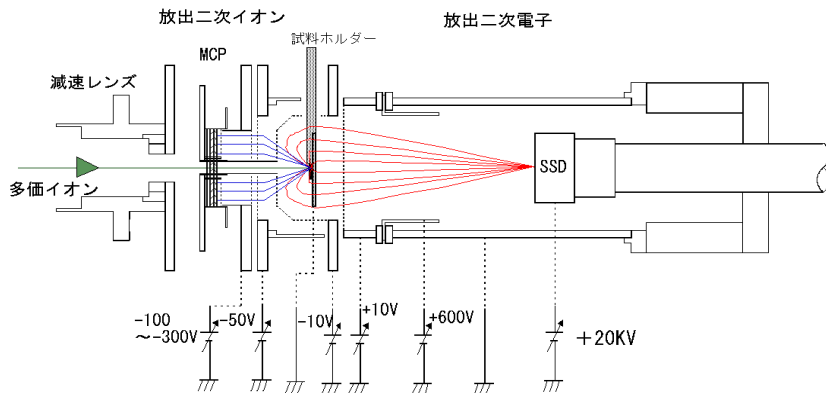 放出二次イオン
放出二次電子
試料ホルダー
MCP
減速レンズ
SSD
多価イオン
-100
～-300V
-50V
-10V
+10V
+600V
＋20KV